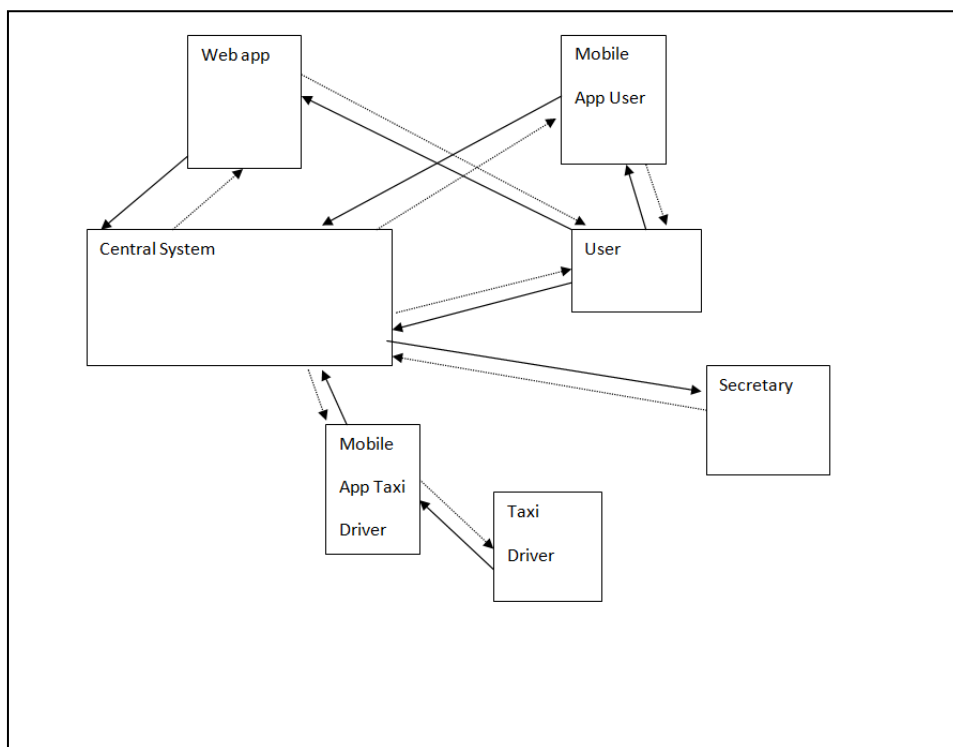 Web app
Mobile
App User
Central System
User
Secretary
Mobile
App Taxi
Driver
Taxi
Driver